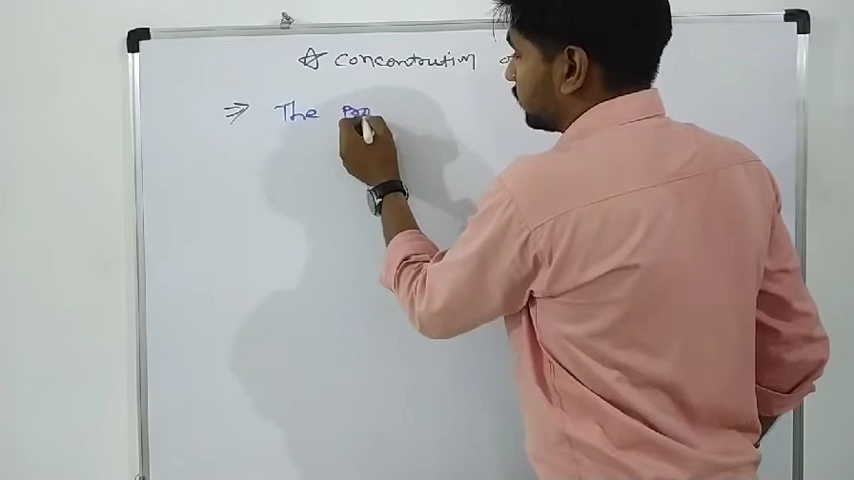 ☆ concentration
⇒ The